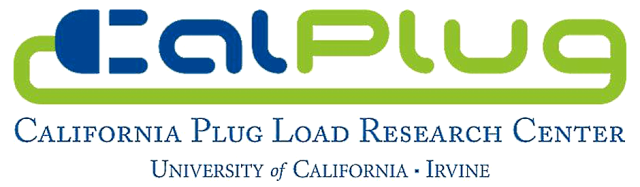 CalPlug
CALIFORNIA PLUG LOAD RESEARCH CENTER
UNIVERSITY of CALIFORNIA · IRVINE